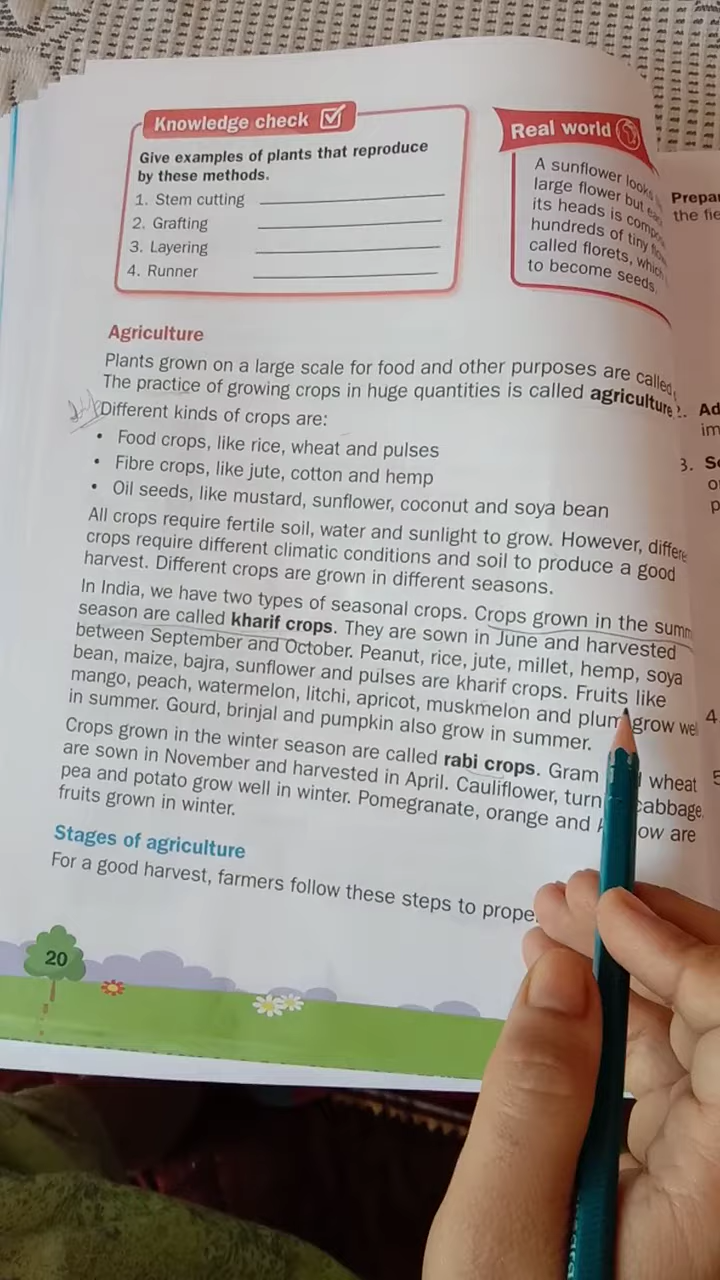 Knowledge check
Give examples of plants that reproduce
by these methods.
1. Stem cutting
2. Grafting
3. Layering
4. Runner
Real world
A sunflower looks
large flower but
its heads is
hundreds of tiny
called florets, which
to become seeds.
Agriculture
Plants grown on a large scale for food and other purposes are called
The practice of growing crops in huge quantities is called agriculture
Different kinds of crops are:
• Food crops, like rice, wheat and pulses
• Fibre crops, like jute, cotton and hemp
• Oil seeds, like mustard, sunflower, coconut and soya bean
All crops require fertile soil, water and sunlight to grow. However,
crops require different climatic conditions and soil to produce a good
harvest. Different crops are grown in different seasons.
In India, we have two types of seasonal crops. Crops grown in the
season are called kharif crops. They are sown in June and harvested
between September and October. Peanut, rice, jute, millet, hemp, soya
bean, maize, bajra, sunflower and pulses are kharif crops. Fruits like
mango, peach, watermelon, litchi, apricot, muskmelon and plum grow
in summer. Gourd, brinjal and pumpkin also grow in summer.
Crops grown in the winter season are called rabi crops. Gram wheat
are sown in November and harvested in April. Cauliflower, cabbage,
pea and potato grow well in winter. Pomegranate, orange and are
fruits grown in winter.
Stages of agriculture
For a good harvest, farmers follow these steps to
20
the
2.
3.
4
5